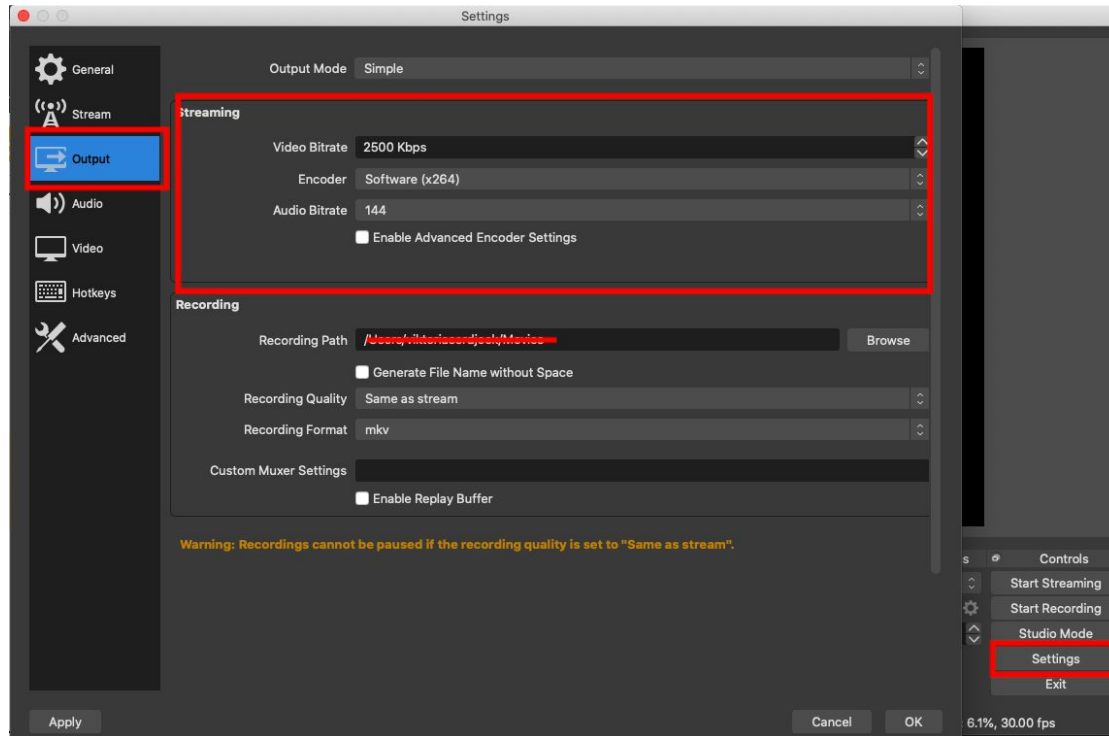 Settings
General
Stream
Output
Audio
Video
Hotkeys
Advanced
Output Mode Simple
Streaming
Video Bitrate 2500 Kbps
Encoder Software (x264)
Audio Bitrate 144
Enable Advanced Encoder Settings
Recording
Recording Path
Browse
Generate File Name without Space
Recording Quality Same as stream
Recording Format mkv
Custom Muxer Settings
Enable Replay Buffer
Warning: Recordings cannot be paused if the recording quality is set to "Same as stream".
Apply
Cancel
OK
s
Controls
Start Streaming
Start Recording
Studio Mode
Settings
Exit
6.1%, 30.00 fps